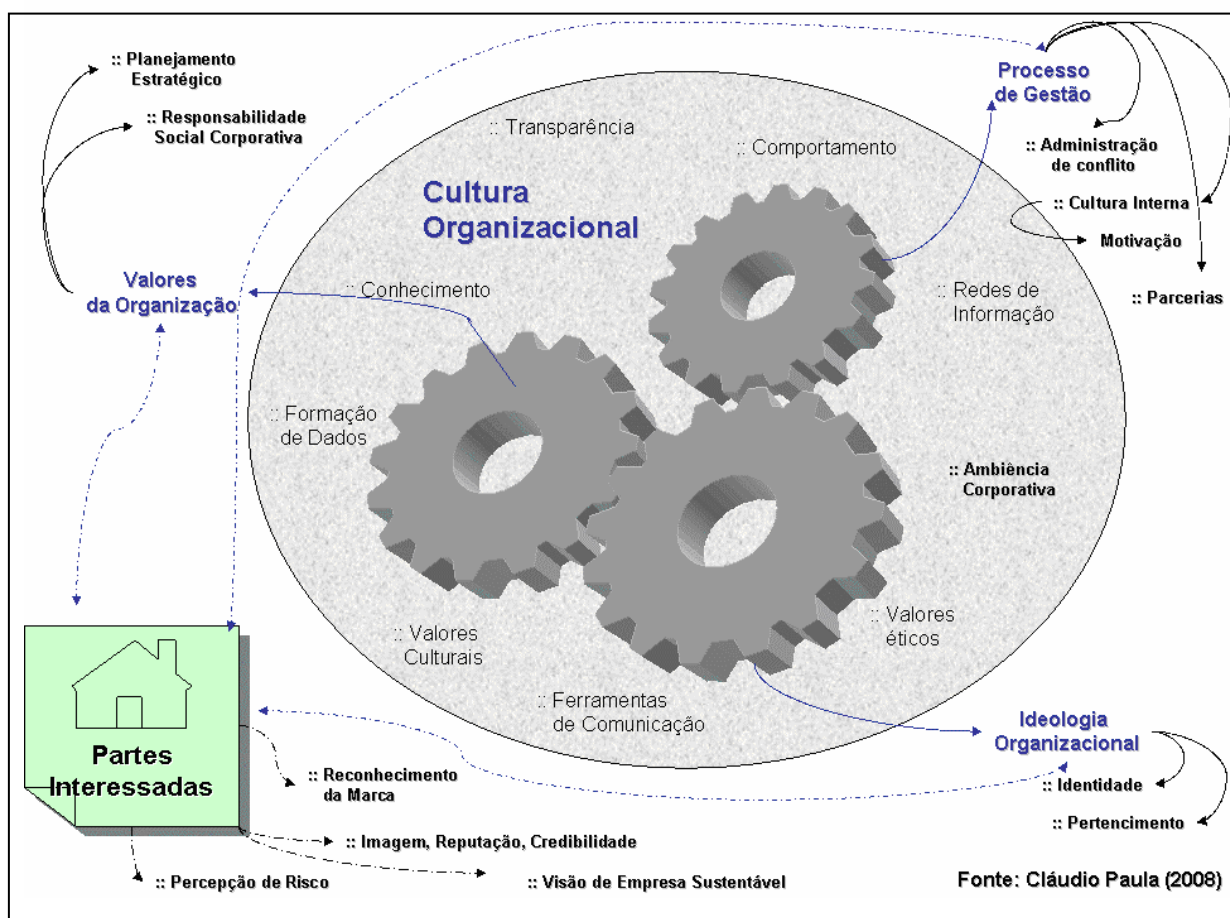 :: Planejamento
Estratégico
:: Responsabilidade
Social Corporativa
Valores
da Organização
Processo
de Gestão
:: Administração
de conflito
:: Cultura Interna
Motivação
:: Parcerias
:: Transparência
:: Comportamento
Cultura
Organizacional
:: Conhecimento
:: Redes de
Informação
:: Formação
de Dados
:: Ambiência
Corporativa
:: Valores
Culturais
:: Valores
éticos
:: Ferramentas
de Comunicação
Ideologia
Organizacional
:: Identidade
:: Pertencimento
Partes
Interessadas
:: Reconhecimento
da Marca
:: Imagem, Reputação, Credibilidade
:: Percepção de Risco
:: Visão de Empresa Sustentável
Fonte: Cláudio Paula (2008)